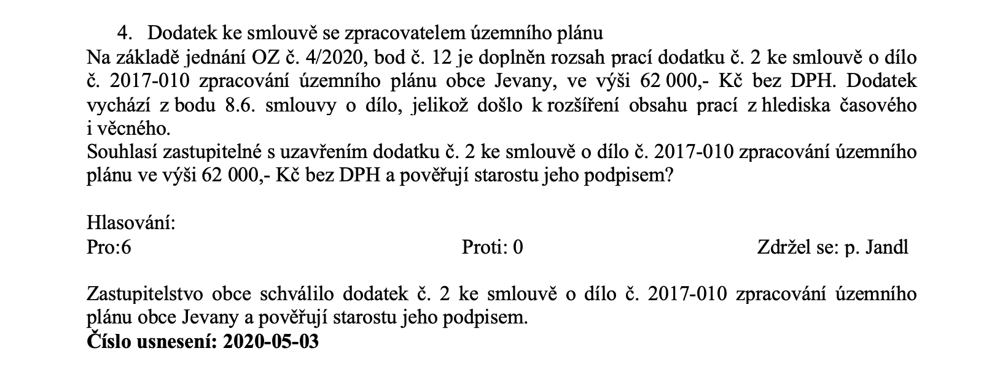 4. Dodatek ke smlouvě se zpracovatelem územního plánu
Na základě jednání OZ č. 4/2020, bod č. 12 je doplněn rozsah prací dodatku č. 2 ke smlouvě o dílo
č. 2017-010 zpracování územního plánu obce Jevany, ve výši 62 000,- Kč bez DPH. Dodatek
vychází z bodu 8.6. smlouvy o dílo, jelikož došlo k rozšíření obsahu prací z hlediska časového
i věcného.
Souhlasí zastupitelné s uzavřením dodatku č. 2 ke smlouvě o dílo č. 2017-010 zpracování územního
plánu ve výši 62 000,- Kč bez DPH a pověřují starostu jeho podpisem?
Hlasování:
Pro:6 Proti: 0 Zdržel se: p. Jandl
Zastupitelstvo obce schválilo dodatek č. 2 ke smlouvě o dílo č. 2017-010 zpracování územního
plánu obce Jevany a pověřují starostu jeho podpisem.
Číslo usnesení: 2020-05-03